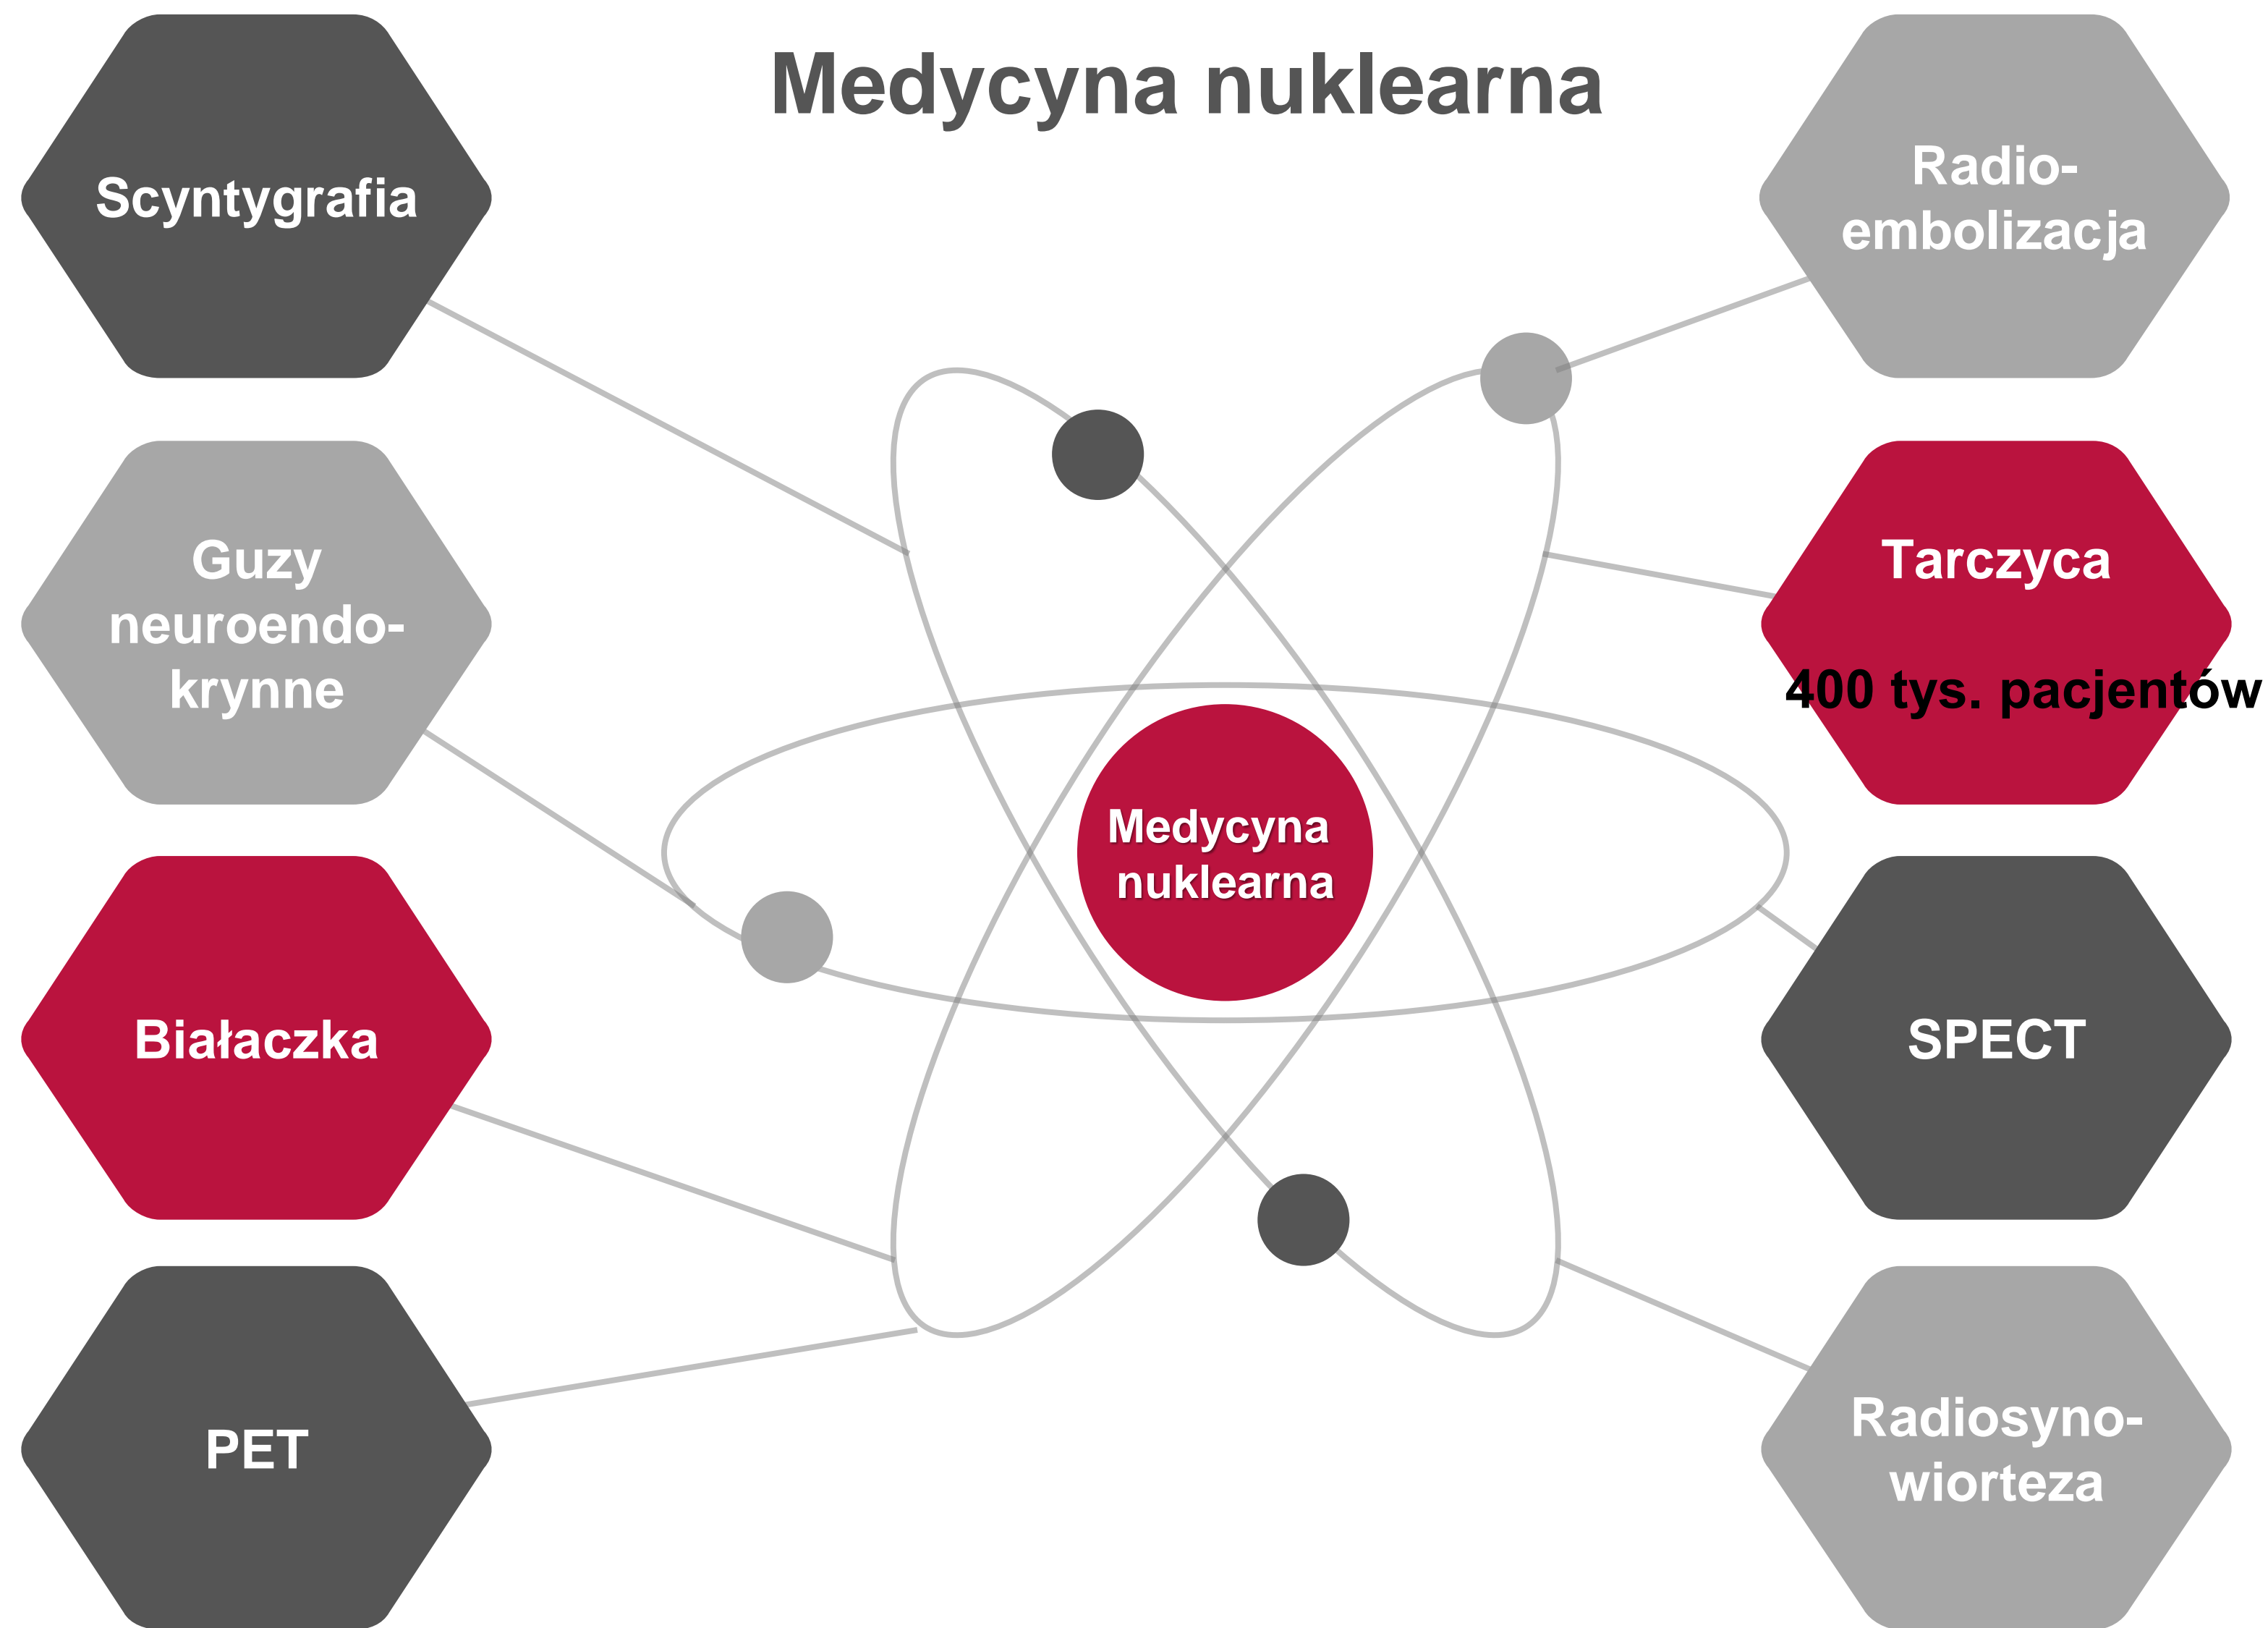 Medycyna nuklearna
Scyntygrafia
Guzy
neuroendo-
krynne
Białaczka
PET
Medycyna
nuklearna
Radio-
embolizacja
Tarczyca
400 tys. pacjentów
SPECT
Radiosyno-
wiorteza